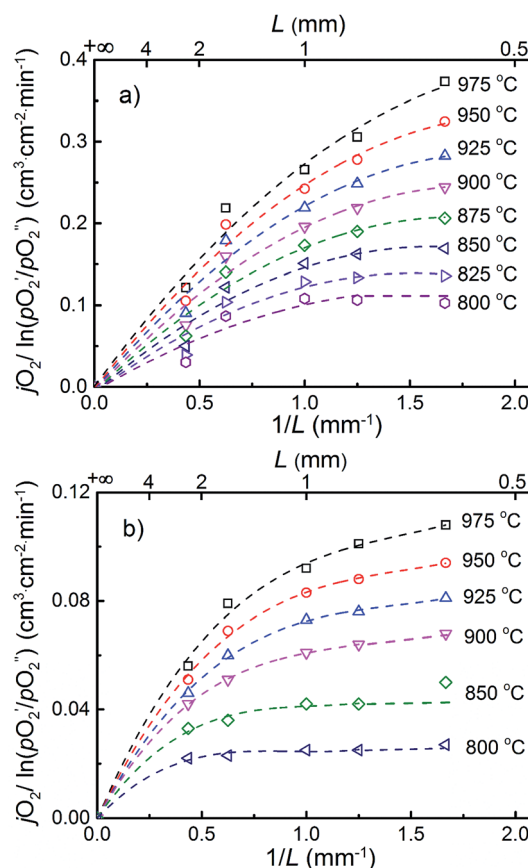 L (mm)
+∞ 4 2 1 0.5
a)
jO₂/ ln(pO₂'/pO₂'') (cm³·cm⁻²·min⁻¹)
0.4
0.3
0.2
0.1
0.0
975 °C
950 °C
925 °C
900 °C
875 °C
850 °C
825 °C
800 °C
0.0 0.5 1.0 1.5 2.0
1/L (mm⁻¹)
L (mm)
+∞ 4 2 1 0.5
b)
jO₂/ ln(pO₂'/pO₂'') (cm³·cm⁻²·min⁻¹)
0.12
0.08
0.04
0.00
975 °C
950 °C
925 °C
900 °C
850 °C
800 °C
0.0 0.5 1.0 1.5 2.0
1/L (mm⁻¹)